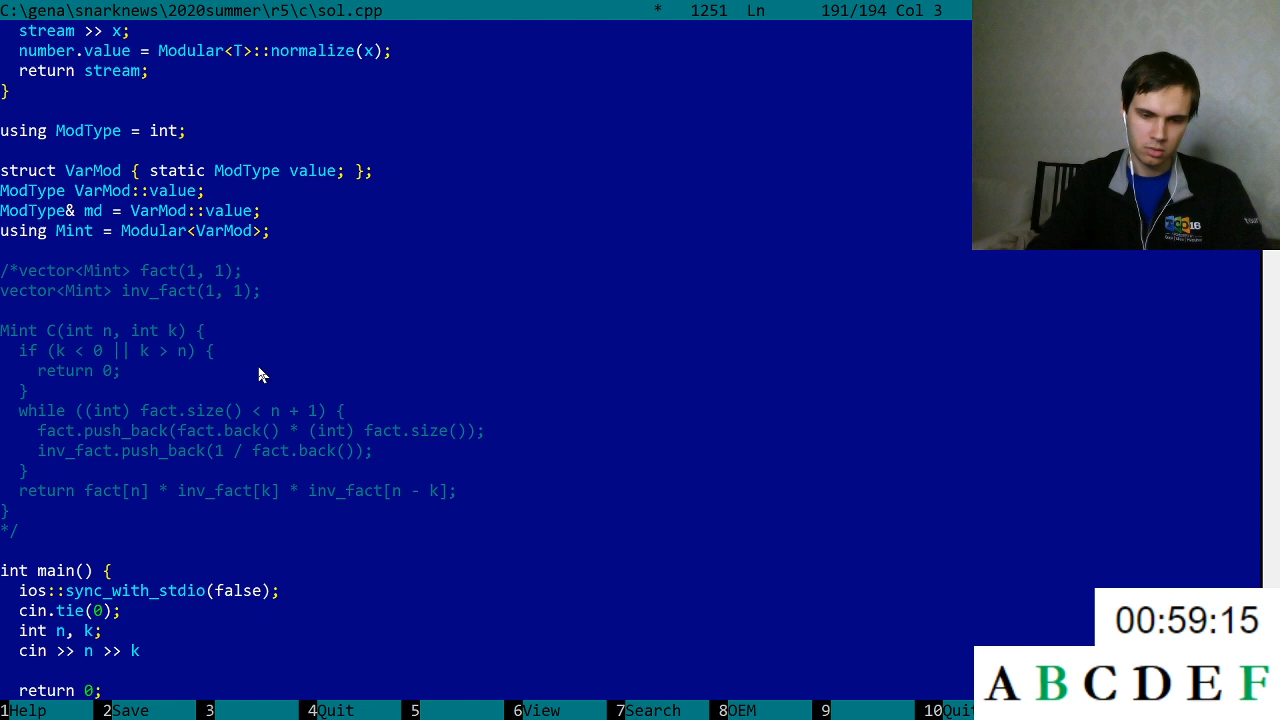 C:\gena\snarknews\2020summer\r5\c\sol.cpp * 1251 Ln 191/194 Col 3
  stream >> x;
  number.value = Modular<T>::normalize(x);
  return stream;
}
using ModType = int;
struct VarMod { static ModType value; };
ModType VarMod::value;
ModType& md = VarMod::value;
using Mint = Modular<VarMod>;
/*vector<Mint> fact(1, 1);
vector<Mint> inv_fact(1, 1);
Mint C(int n, int k) {
  if (k < 0 || k > n) {
    return 0;
  }
  while ((int) fact.size() < n + 1) {
    fact.push_back(fact.back() * (int) fact.size());
    inv_fact.push_back(1 / fact.back());
  }
  return fact[n] * inv_fact[k] * inv_fact[n - k];
}
*/
int main() {
  ios::sync_with_stdio(false);
  cin.tie(0);
  int n, k;
  cin >> n >> k
  return 0;
00:59:15
A B C D E F
1Help 2Save 3 4Quit 5 6View 7Search 8OEM 9 10Quit